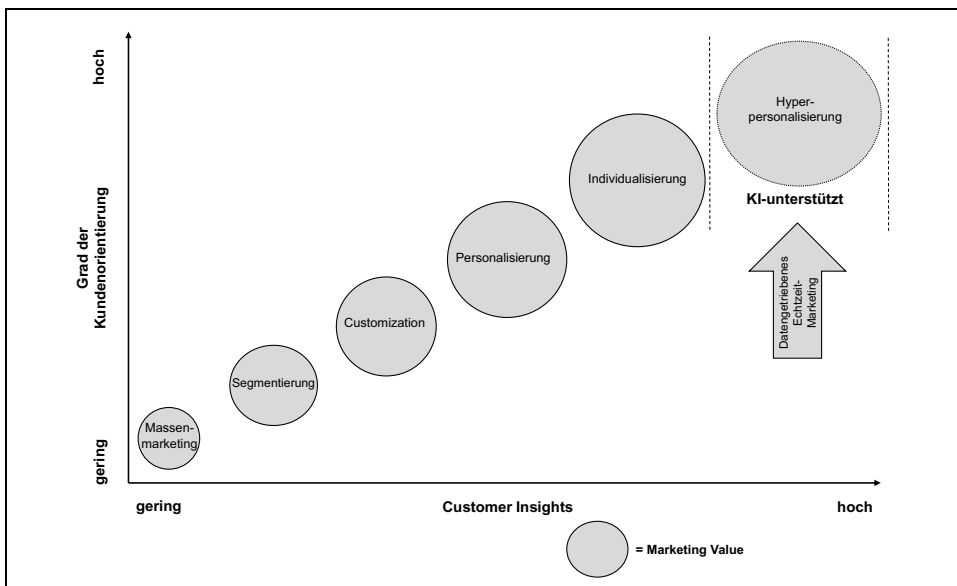 hoch
Grad der
Kundenorientierung
gering
Hyper-
personalisierung
KI-unterstützt
Individualisierung
Personalisierung
Customization
Segmentierung
Massen-
marketing
Datengetriebenes
Echtzeit-
Marketing
gering
Customer Insights
hoch
= Marketing Value